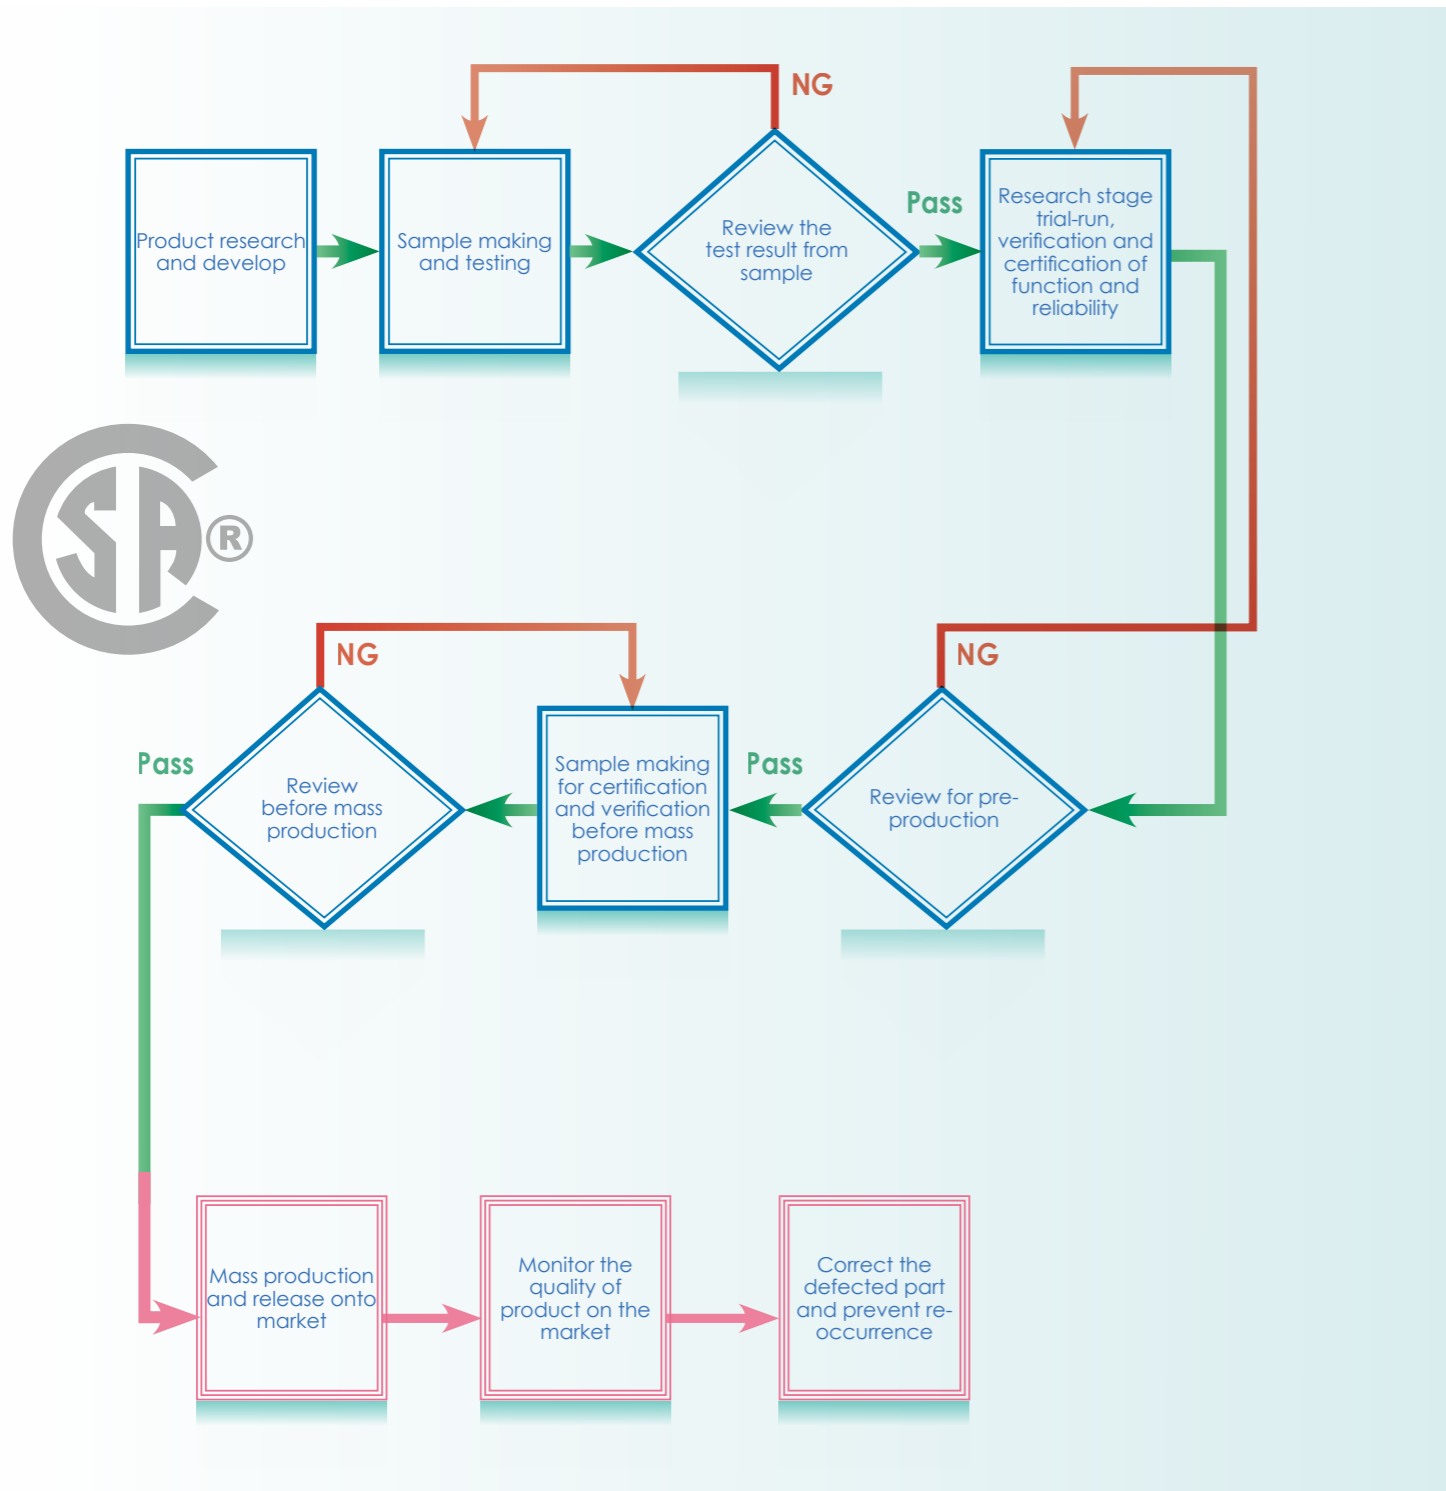 NG
Product research
and develop
Sample making
and testing
Review the
test result from
sample
Pass
Research stage
trial-run,
verification and
certification of
function and
reliability
CSA®
NG
NG
Pass
Review
before mass
production
Sample making
for certification
and verification
before mass
production
Pass
Review for pre-
production
Mass production
and release onto
market
Monitor the
quality of
product on the
market
Correct the
defected part
and prevent re-
occurrence